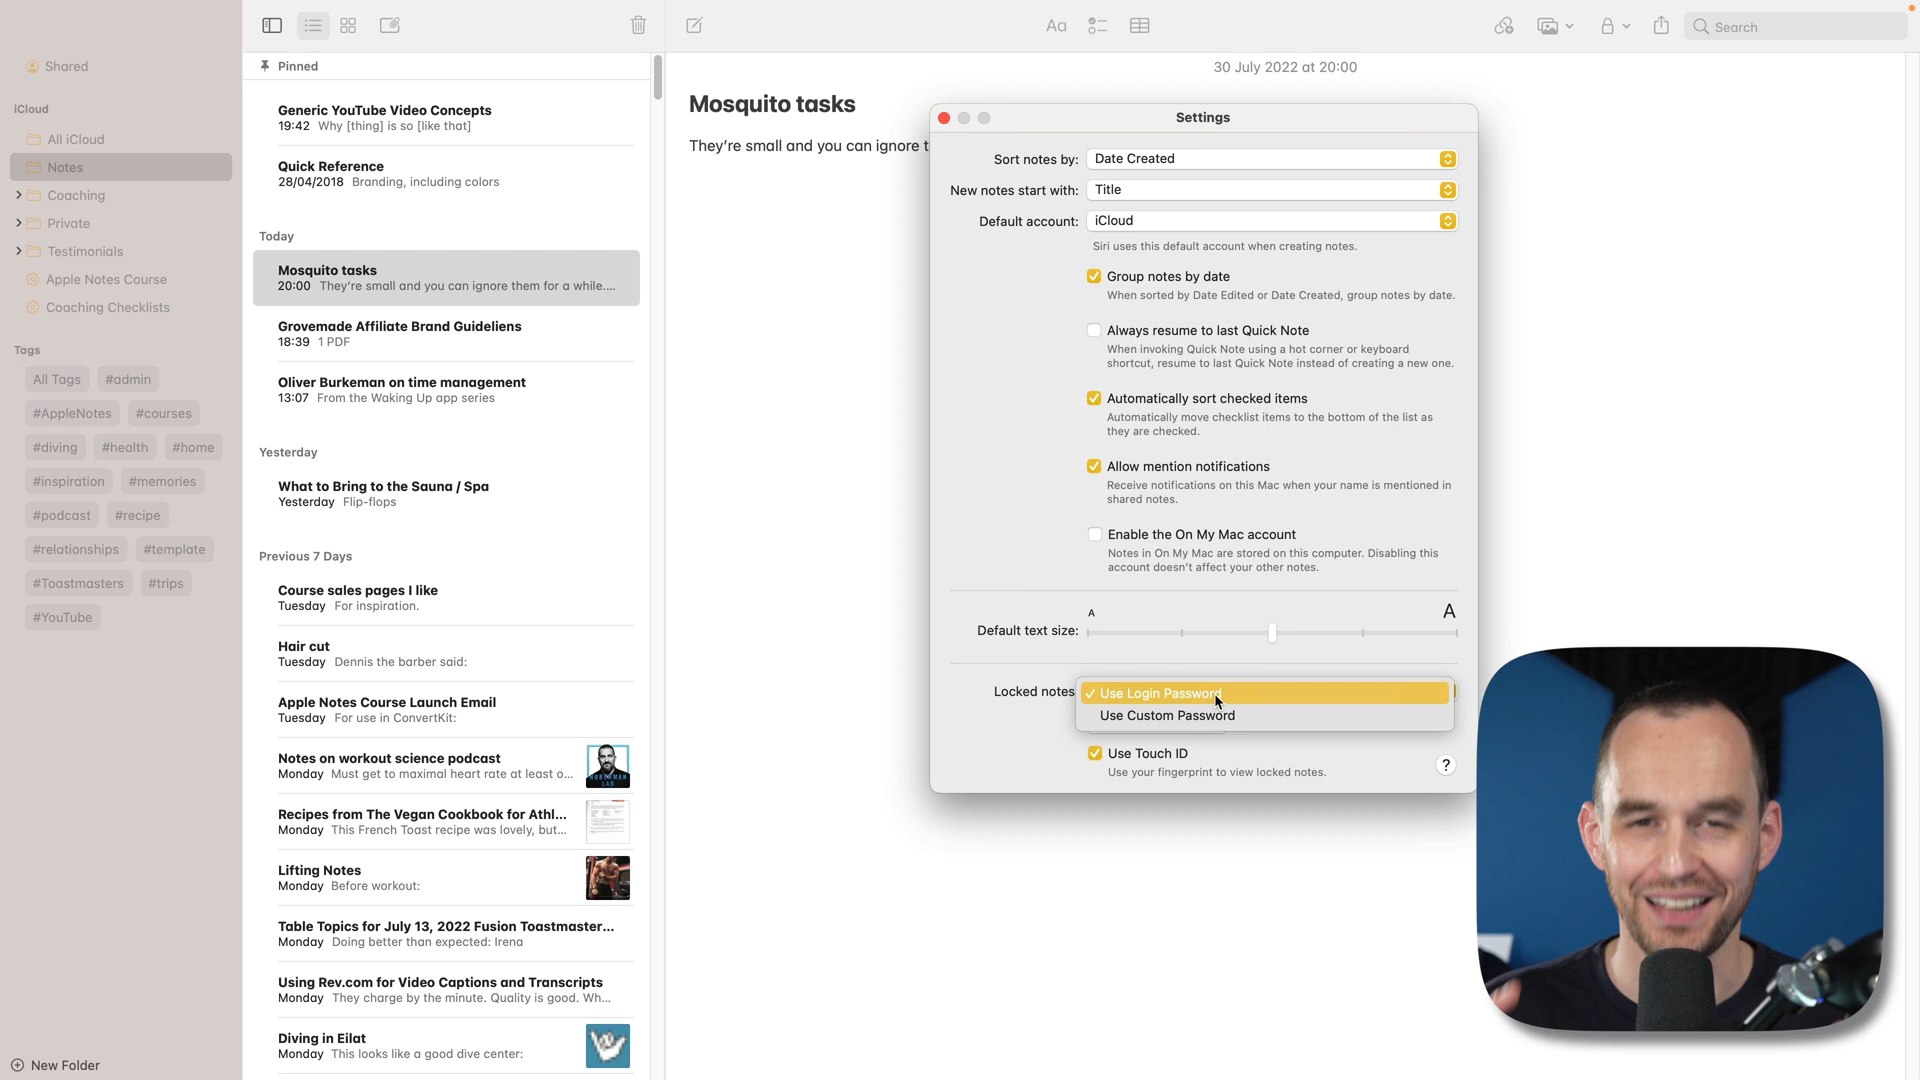 Search
Shared
iCloud
All iCloud
Notes
Coaching
Private
Testimonials
Apple Notes Course
Coaching Checklists
Tags
All Tags
#admin
#AppleNotes
#courses
#diving
#health
#home
#inspiration
#memories
#podcast
#recipe
#relationships
#template
#Toastmasters
#trips
#YouTube
New Folder
Pinned
Generic YouTube Video Concepts
19:42 Why [thing] is so [like that]
Quick Reference
28/04/2018 Branding, including colors
Today
Mosquito tasks
20:00 They're small and you can ignore them for a while....
Grovemade Affiliate Brand Guideliens
18:39 1 PDF
Oliver Burkeman on time management
13:07 From the Waking Up app series
Yesterday
What to Bring to the Sauna / Spa
Yesterday Flip-flops
Previous 7 Days
Course sales pages I like
Tuesday For inspiration.
Hair cut
Tuesday Dennis the barber said:
Apple Notes Course Launch Email
Tuesday For use in ConvertKit:
Notes on workout science podcast
Monday Must get to maximal heart rate at least o...
HUBERMAN
LAB
Recipes from The Vegan Cookbook for Athl...
Monday This French Toast recipe was lovely, but...
Lifting Notes
Monday Before workout:
Table Topics for July 13, 2022 Fusion Toastmaster...
Monday Doing better than expected: Irena
Using Rev.com for Video Captions and Transcripts
Monday They charge by the minute. Quality is good. Wh...
Diving in Eilat
Monday This looks like a good dive center:
Aa
30 July 2022 at 20:00
Mosquito tasks
They're small and you can ignore t
Settings
Sort notes by: Date Created
New notes start with: Title
Default account: iCloud
Siri uses this default account when creating notes.
Group notes by date
When sorted by Date Edited or Date Created, group notes by date.
Always resume to last Quick Note
When invoking Quick Note using a hot corner or keyboard
shortcut, resume to last Quick Note instead of creating a new one.
Automatically sort checked items
Automatically move checklist items to the bottom of the list as
they are checked.
Allow mention notifications
Receive notifications on this Mac when your name is mentioned in
shared notes.
Enable the On My Mac account
Notes in On My Mac are stored on this computer. Disabling this
account doesn't affect your other notes.
A A
Default text size:
Locked notes
Use Login Password
Use Custom Password
Use Touch ID
Use your fingerprint to view locked notes.
?